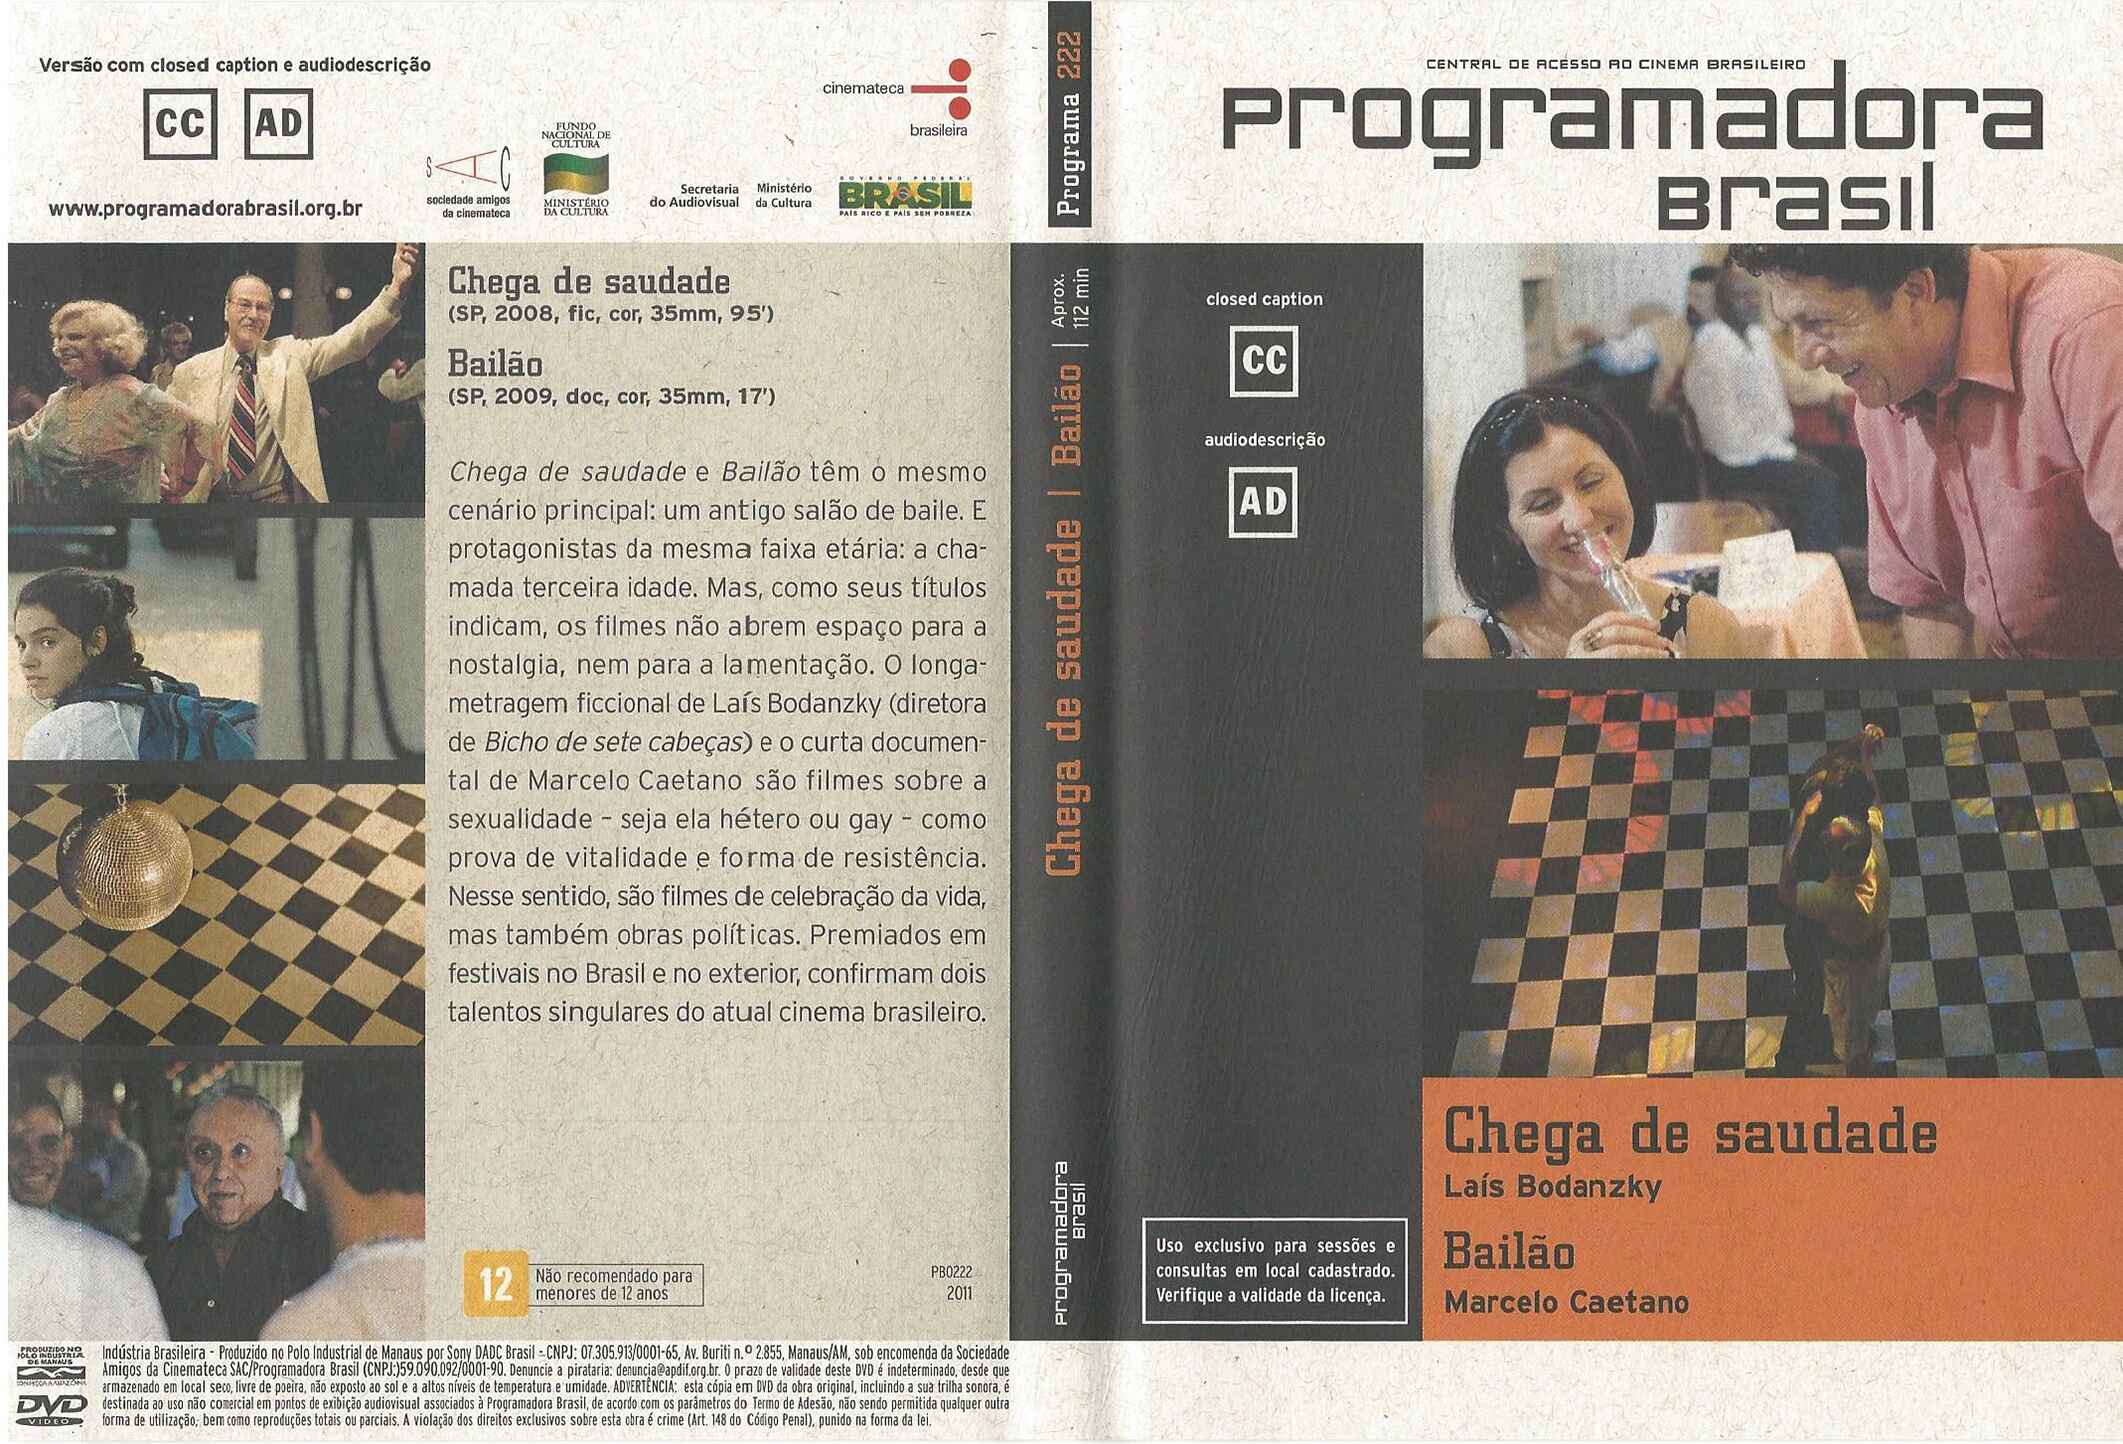 Versão com closed caption e audiodescrição
CC AD
www.programadorabrasil.org.br
SAC
sociedade amigos
da cinemateca
FUNDO
NACIONAL DE
CULTURA
MINISTÉRIO
DA CULTURA
Secretaria
do Audiovisual
Ministério
da Cultura
cinemateca
brasileira
GOVERNO FEDERAL
BRASIL
PAÍS RICO É PAÍS SEM POBREZA
Chega de saudade
(SP, 2008, fic, cor, 35mm, 95’)
Bailão
(SP, 2009, doc, cor, 35mm, 17’)
Chega de saudade e Bailão têm o mesmo
cenário principal: um antigo salão de baile. E
protagonistas da mesma faixa etária: a cha-
mada terceira idade. Mas, como seus títulos
indicam, os filmes não abrem espaço para a
nostalgia, nem para a lamentação. O longa-
metragem ficcional de Laís Bodanzky (diretora
de Bicho de sete cabeças) e o curta documen-
tal de Marcelo Caetano são filmes sobre a
sexualidade – seja ela hétero ou gay – como
prova de vitalidade e forma de resistência.
Nesse sentido, são filmes de celebração da vida,
mas também obras políticas. Premiados em
festivais no Brasil e no exterior, confirmam dois
talentos singulares do atual cinema brasileiro.
12
Não recomendado para
menores de 12 anos
PB0222
2011
PRODUZIDO NO
POLO INDUSTRIAL
DE MANAUS
CONHEÇA A AMAZÔNIA
DVD
VIDEO
Indústria Brasileira - Produzido no Polo Industrial de Manaus por Sony DADC Brasil - CNPJ: 07.305.913/0001-65, Av. Buriti n.º 2.855, Manaus/AM, sob encomenda da Sociedade
Amigos da Cinemateca SAC/Programadora Brasil (CNPJ:)59.090.092/0001-90. Denuncie a pirataria: denuncia@apdif.org.br. O prazo de validade deste DVD é indeterminado, desde que
armazenado em local seco, livre de poeira, não exposto ao sol e a altos níveis de temperatura e umidade. ADVERTÊNCIA: esta cópia em DVD da obra original, incluindo a sua trilha sonora, é
destinada ao uso não comercial em pontos de exibição audiovisual associados à Programadora Brasil, de acordo com os parâmetros do Termo de Adesão, não sendo permitida qualquer outra
forma de utilização, bem como reproduções totais ou parciais. A violação dos direitos exclusivos sobre esta obra é crime (Art. 148 do Código Penal), punido na forma da lei.
Programa 222
Chega de saudade | Bailão | Aprox.
112 min
programadora
Brasil
CENTRAL DE ACESSO AO CINEMA BRASILEIRO
programadora
Brasil
closed caption
CC
audiodescrição
AD
Uso exclusivo para sessões e
consultas em local cadastrado.
Verifique a validade da licença.
Chega de saudade
Laís Bodanzky
Bailão
Marcelo Caetano